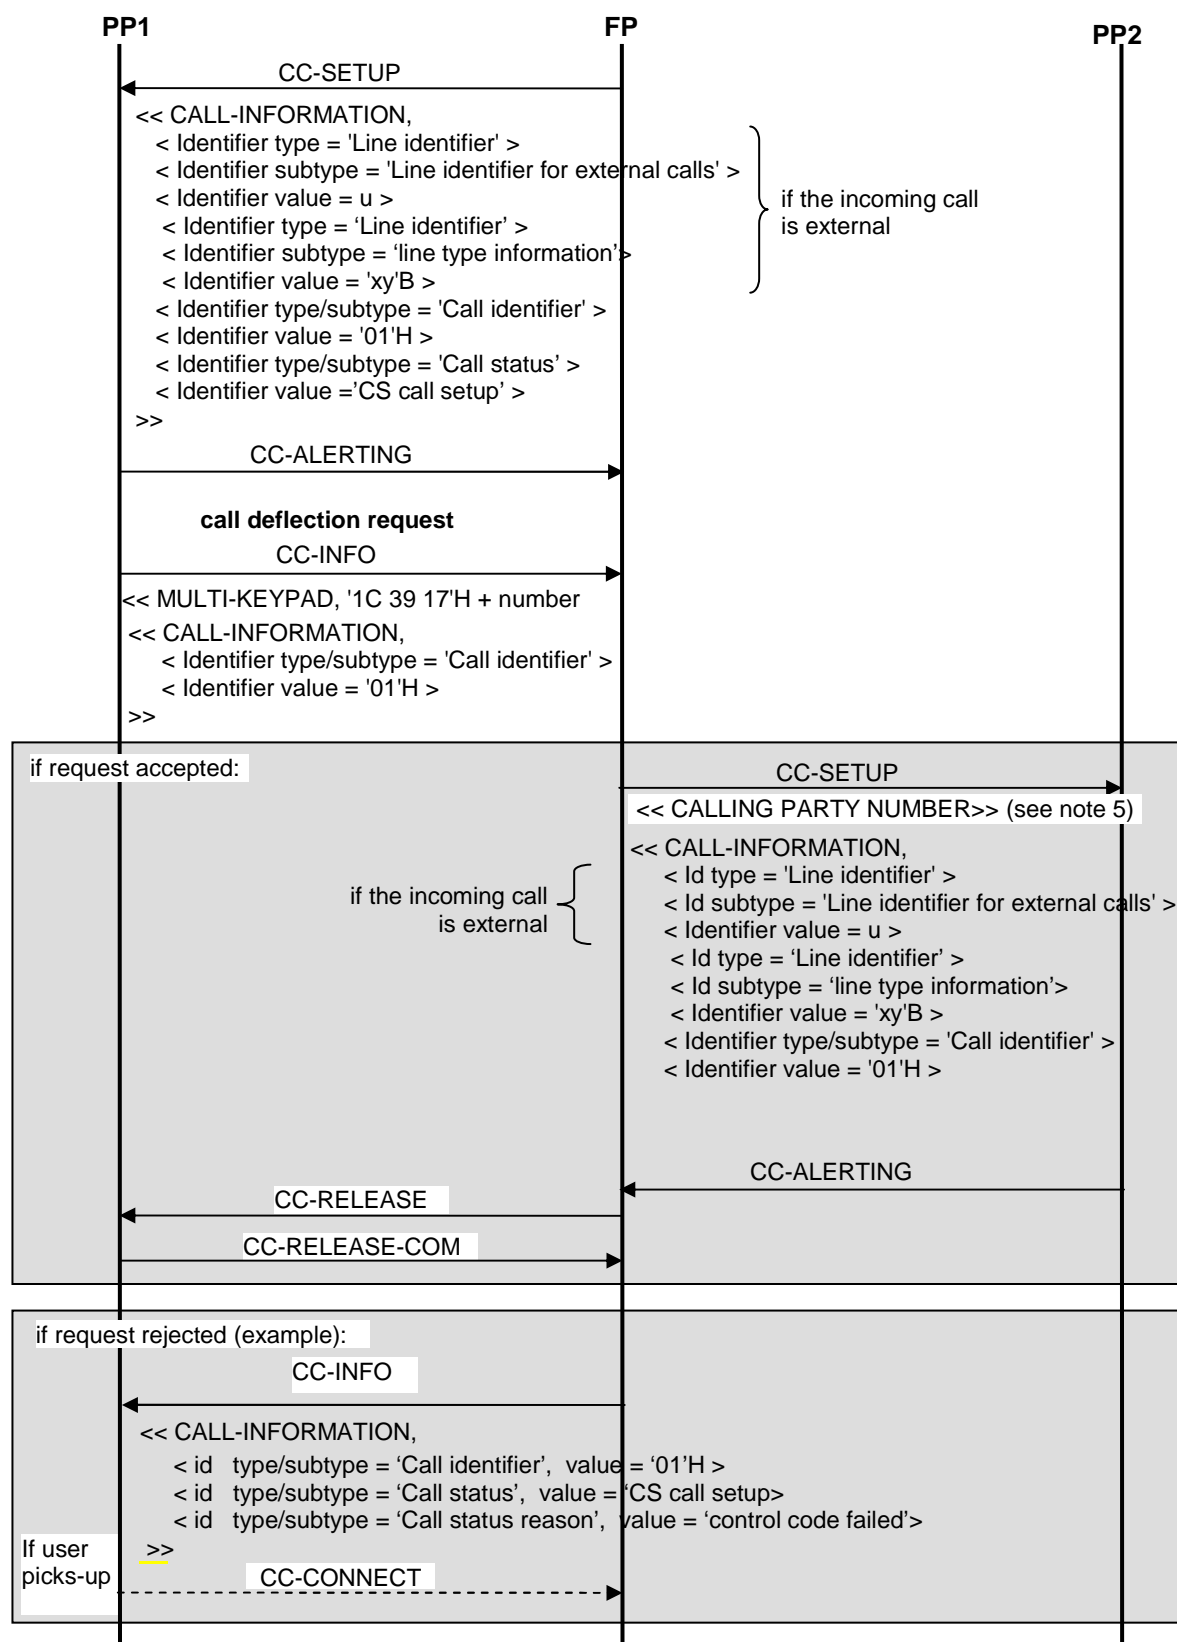 PP1 FP PP2
CC-SETUP
<< CALL-INFORMATION,
< Identifier type = 'Line identifier' >
< Identifier subtype = 'Line identifier for external calls' >
< Identifier value = u >
< Identifier type = ‘Line identifier’ >
< Identifier subtype = ‘line type information’>
< Identifier value = 'xy'B >
< Identifier type/subtype = 'Call identifier' >
< Identifier value = '01'H >
< Identifier type/subtype = 'Call status’ >
< Identifier value =’CS call setup’ >
>>
if the incoming call
is external
CC-ALERTING
call deflection request
CC-INFO
<< MULTI-KEYPAD, '1C 39 17'H + number
<< CALL-INFORMATION,
< Identifier type/subtype = 'Call identifier' >
< Identifier value = '01'H >
>>
if request accepted:
CC-SETUP
<< CALLING PARTY NUMBER>> (see note 5)
<< CALL-INFORMATION,
< Id type = 'Line identifier' >
< Id subtype = 'Line identifier for external calls' >
< Identifier value = u >
< Id type = ‘Line identifier’ >
< Id subtype = ‘line type information’>
< Identifier value = 'xy'B >
< Identifier type/subtype = 'Call identifier' >
< Identifier value = '01'H >
if the incoming call
is external
CC-ALERTING
CC-RELEASE
CC-RELEASE-COM
if request rejected (example):
CC-INFO
<< CALL-INFORMATION,
< id type/subtype = ‘Call identifier’, value = ‘01’H >
< id type/subtype = ‘Call status’, value = ‘CS call setup>
< id type/subtype = ‘Call status reason’, value = ‘control code failed’>
>>
If user
picks-up
CC-CONNECT